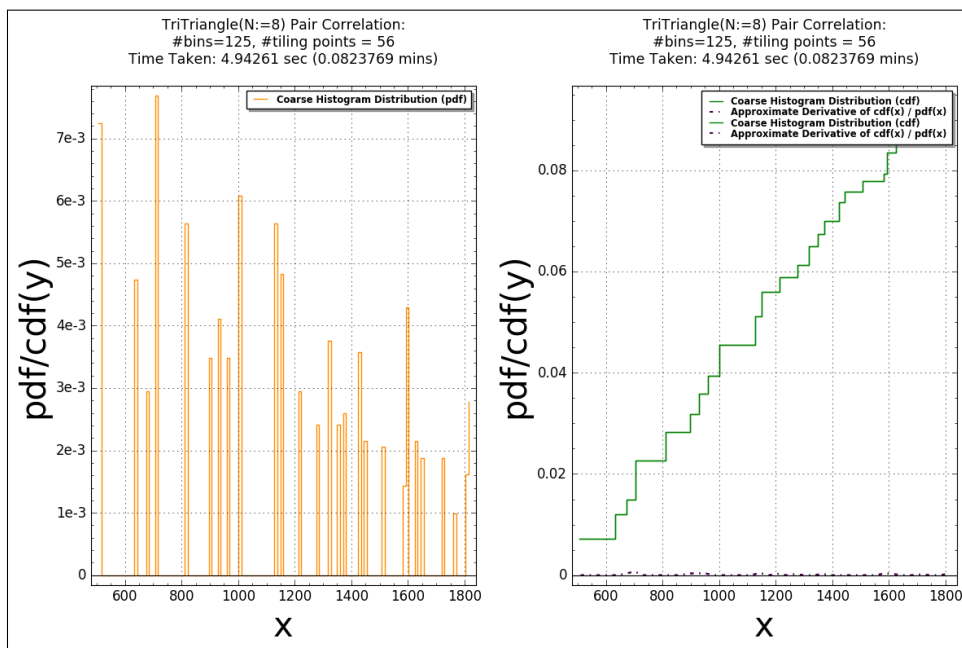 TriTriangle(N:=8) Pair Correlation:
#bins=125, #tiling points = 56
Time Taken: 4.94261 sec (0.0823769 mins)
Coarse Histogram Distribution (pdf)
7e-3
6e-3
5e-3
4e-3
3e-3
2e-3
1e-3
0
pdf/cdf(y)
600 800 1000 1200 1400 1600 1800
x
TriTriangle(N:=8) Pair Correlation:
#bins=125, #tiling points = 56
Time Taken: 4.94261 sec (0.0823769 mins)
Coarse Histogram Distribution (cdf)
Approximate Derivative of cdf(x) / pdf(x)
Coarse Histogram Distribution (cdf)
Approximate Derivative of cdf(x) / pdf(x)
0.08
0.06
0.04
0.02
0
pdf/cdf(y)
600 800 1000 1200 1400 1600 1800
x